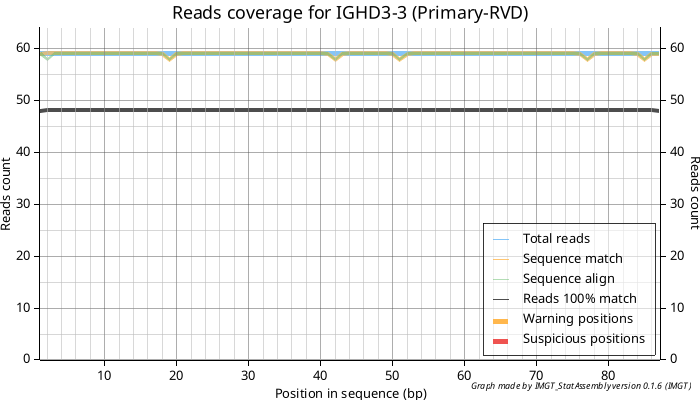 Reads coverage for IGHD3-3 (Primary-RVD)
60
50
40
30
20
10
0
Reads count
60
50
40
30
20
10
0
Reads count
Total reads
Sequence match
Sequence align
Reads 100% match
Warning positions
Suspicious positions
10 20 30 40 50 60 70 80
Position in sequence (bp)
Graph made by IMGT_StatAssembly version 0.1.6 (IMGT)